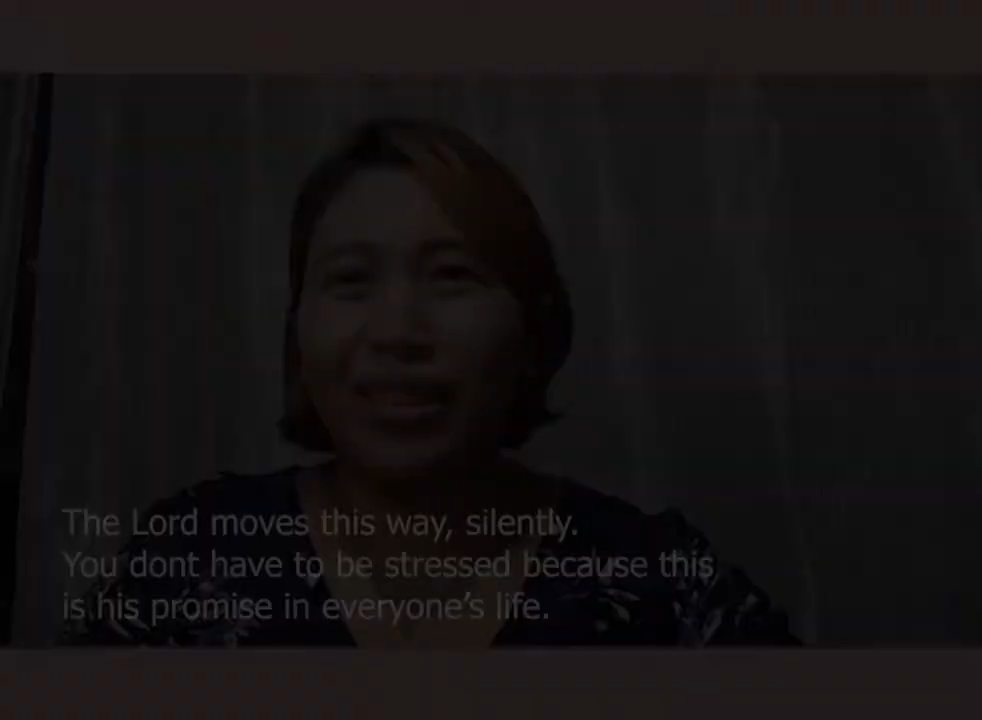 The Lord moves this way, silently.
You dont have to be stressed because this
is his promise in everyone’s life.